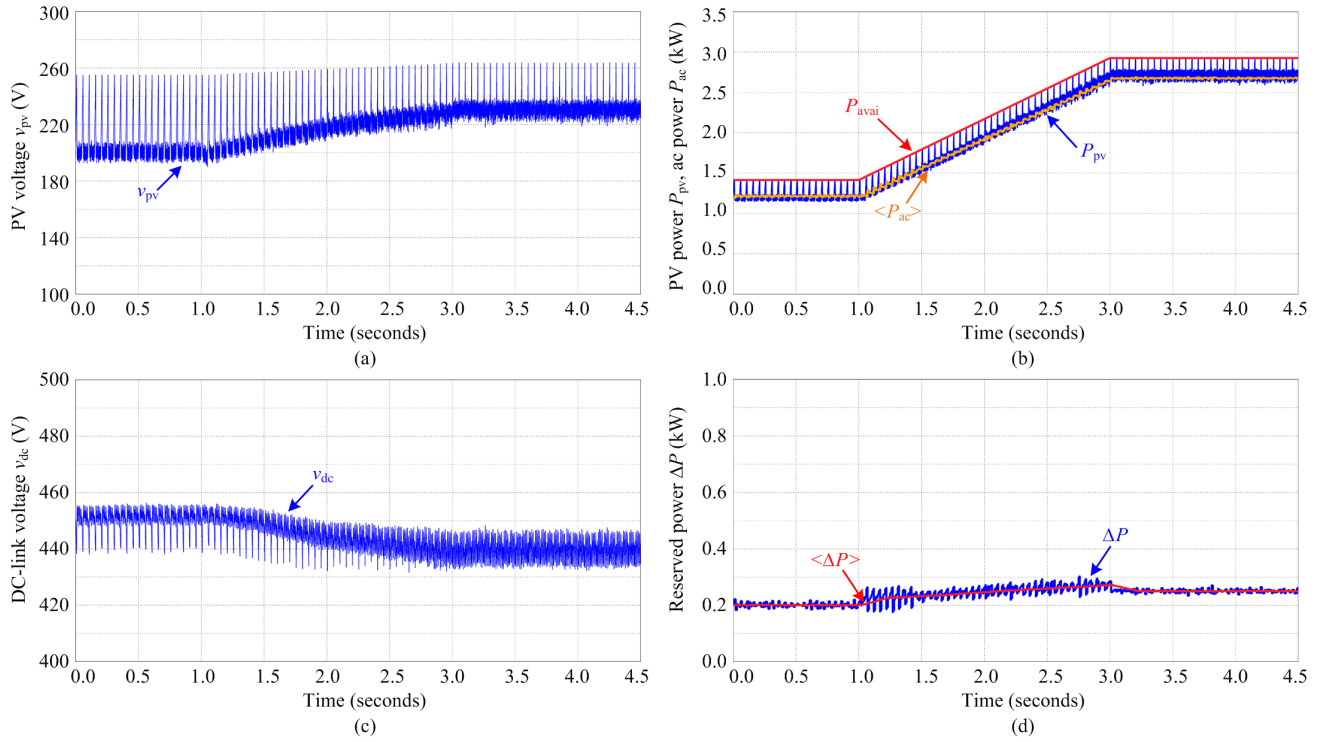 PV voltage vpv (V)
300
260
220
180
140
100
vpv
0.0 0.5 1.0 1.5 2.0 2.5 3.0 3.5 4.0 4.5
Time (seconds)
(a)
PV power Ppv, ac power Pac (kW)
3.5
3.0
2.5
2.0
1.5
1.0
0.5
0.0
Pavai
Ppv
<Pac>
0.0 0.5 1.0 1.5 2.0 2.5 3.0 3.5 4.0 4.5
Time (seconds)
(b)
DC-link voltage vdc (V)
500
480
460
440
420
400
vdc
0.0 0.5 1.0 1.5 2.0 2.5 3.0 3.5 4.0 4.5
Time (seconds)
(c)
Reserved power ΔP (kW)
1.0
0.8
0.6
0.4
0.2
0.0
<ΔP>
ΔP
0.0 0.5 1.0 1.5 2.0 2.5 3.0 3.5 4.0 4.5
Time (seconds)
(d)